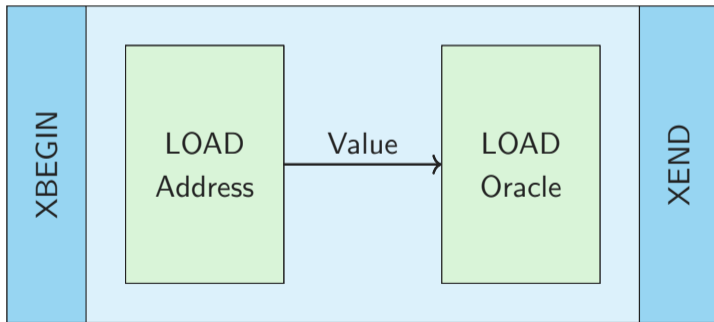 XBEGIN
LOAD
Address
Value
LOAD
Oracle
XEND